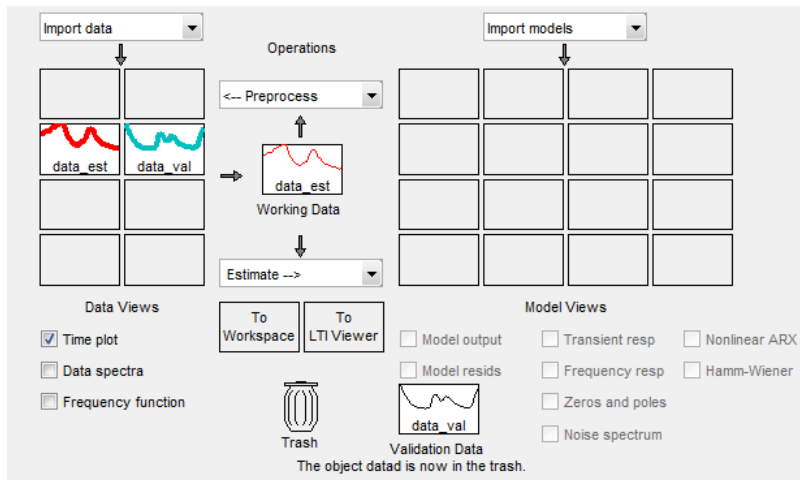 Import data
Import models
Operations
<-- Preprocess
data_est
data_val
data_est
Working Data
Estimate -->
Data Views
To
Workspace
To
LTI Viewer
Model Views
Time plot
Data spectra
Frequency function
Model output
Transient resp
Nonlinear ARX
Model resids
Frequency resp
Hamm-Wiener
Zeros and poles
Noise spectrum
Trash
data_val
Validation Data
The object datad is now in the trash.